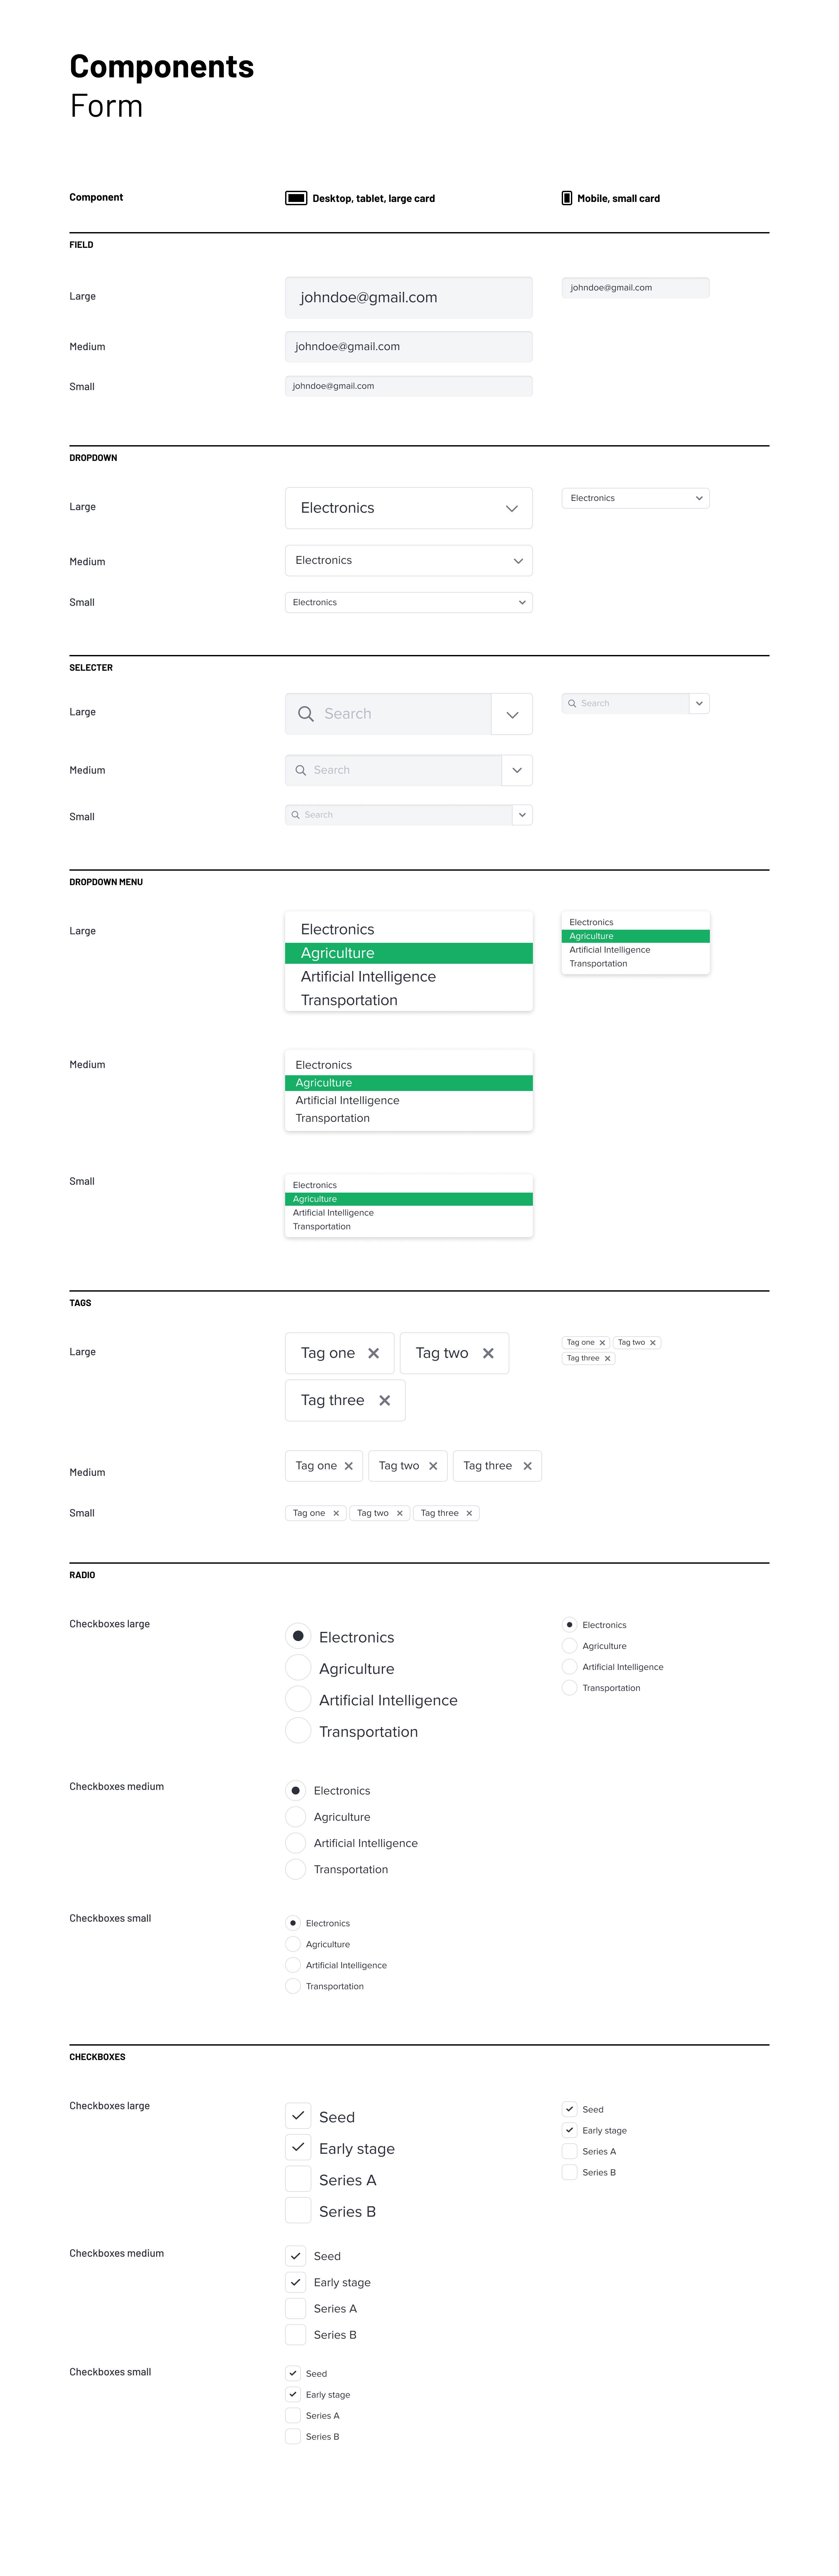 Components
Form
Component
Desktop, tablet, large card
Mobile, small card
FIELD
Large
johndoe@gmail.com
johndoe@gmail.com
Medium
johndoe@gmail.com
Small
johndoe@gmail.com
DROPDOWN
Large
Electronics
Electronics
Medium
Electronics
Small
Electronics
SELECTER
Large
Search
Search
Medium
Search
Small
Search
DROPDOWN MENU
Large
Electronics
Agriculture
Artificial Intelligence
Transportation
Electronics
Agriculture
Artificial Intelligence
Transportation
Medium
Electronics
Agriculture
Artificial Intelligence
Transportation
Small
Electronics
Agriculture
Artificial Intelligence
Transportation
TAGS
Large
Tag one
Tag two
Tag three
Tag one
Tag two
Tag three
Medium
Tag one
Tag two
Tag three
Small
Tag one
Tag two
Tag three
RADIO
Checkboxes large
Electronics
Agriculture
Artificial Intelligence
Transportation
Electronics
Agriculture
Artificial Intelligence
Transportation
Checkboxes medium
Electronics
Agriculture
Artificial Intelligence
Transportation
Checkboxes small
Electronics
Agriculture
Artificial Intelligence
Transportation
CHECKBOXES
Checkboxes large
Seed
Early stage
Series A
Series B
Seed
Early stage
Series A
Series B
Checkboxes medium
Seed
Early stage
Series A
Series B
Checkboxes small
Seed
Early stage
Series A
Series B